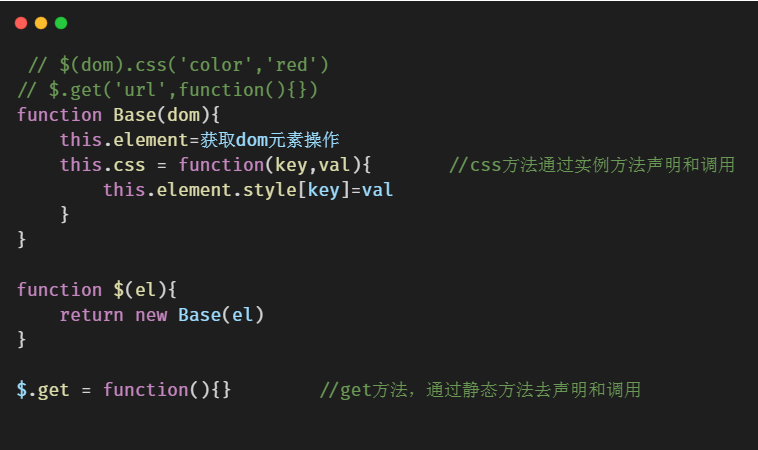 // $(dom).css('color','red')
// $.get('url',function(){})
function Base(dom){
    this.element=获取dom元素操作
    this.css = function(key,val){        //css方法通过实例方法声明和调用
        this.element.style[key]=val
    }
}

function $(el){
    return new Base(el)
}

$.get = function(){}        //get方法，通过静态方法去声明和调用